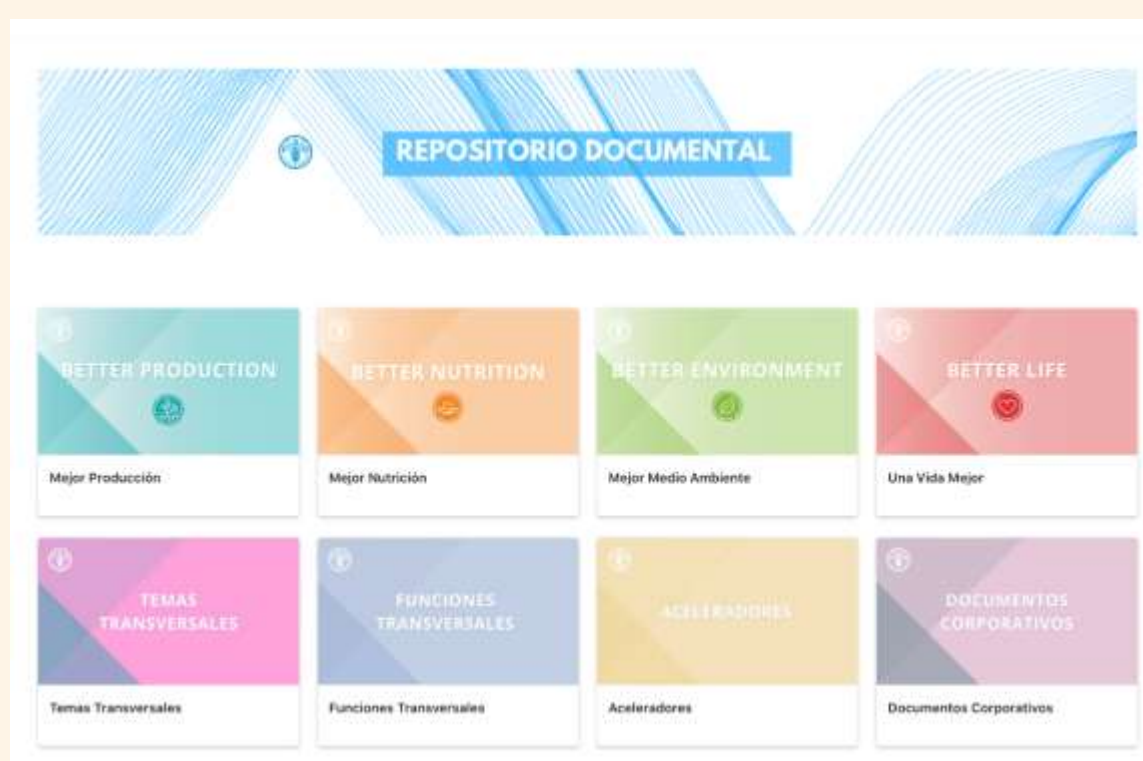 REPOSITORIO DOCUMENTAL
BETTER PRODUCTION
BETTER NUTRITION
BETTER ENVIRONMENT
BETTER LIFE
Mejor Producción
Mejor Nutrición
Mejor Medio Ambiente
Una Vida Mejor
TEMAS
TRANSVERSALES
FUNCIONES
TRANSVERSALES
ACELERADORES
DOCUMENTOS
CORPORATIVOS
Temas Transversales
Funciones Transversales
Aceleradores
Documentos Corporativos